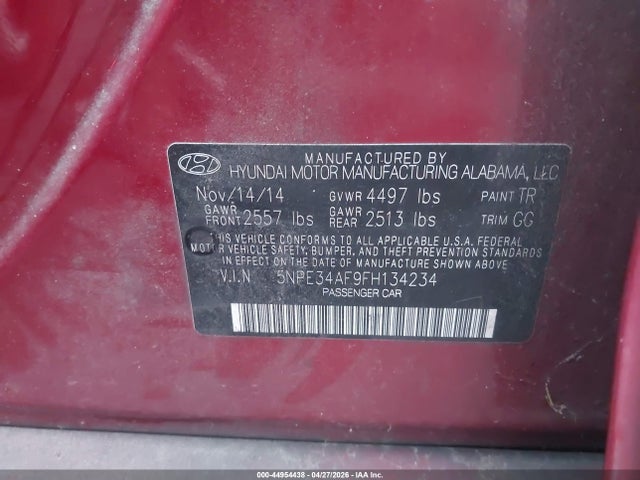 MANUFACTURED BY
HYUNDAI MOTOR MANUFACTURING ALABAMA, LLC
Nov/14/14 GVWR 4497 lbs PAINT TR
GAWR FRONT 2557 lbs GAWR REAR 2513 lbs TRIM GG
THIS VEHICLE CONFORMS TO ALL APPLICABLE U.S.A. FEDERAL
MOTOR VEHICLE SAFETY, BUMPER, AND THEFT PREVENTION STANDARDS
IN EFFECT ON THE DATE OF MANUFACTURE SHOWN ABOVE.
V.I.N 5NPE34AF9FH134234
PASSENGER CAR
000-44954438 - 04/27/2026 - IAAI.COM